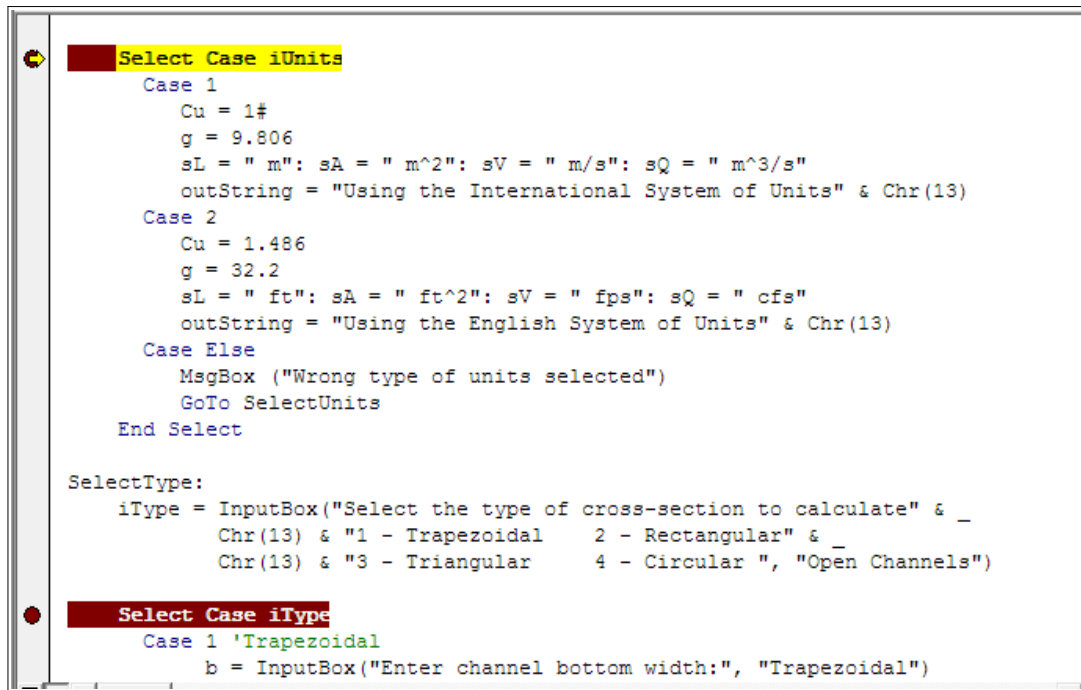 Select Case iUnits
Case 1
Cu = 1#
g = 9.806
sL = " m": sA = " m^2": sV = " m/s": sQ = " m^3/s"
outString = "Using the International System of Units" & Chr(13)
Case 2
Cu = 1.486
g = 32.2
sL = " ft": sA = " ft^2": sV = " fps": sQ = " cfs"
outString = "Using the English System of Units" & Chr(13)
Case Else
MsgBox ("Wrong type of units selected")
GoTo SelectUnits
End Select
SelectType:
iType = InputBox("Select the type of cross-section to calculate" & _
Chr(13) & "1 - Trapezoidal    2 - Rectangular" & _
Chr(13) & "3 - Triangular     4 - Circular ", "Open Channels")
Select Case iType
Case 1 'Trapezoidal
b = InputBox("Enter channel bottom width:", "Trapezoidal")